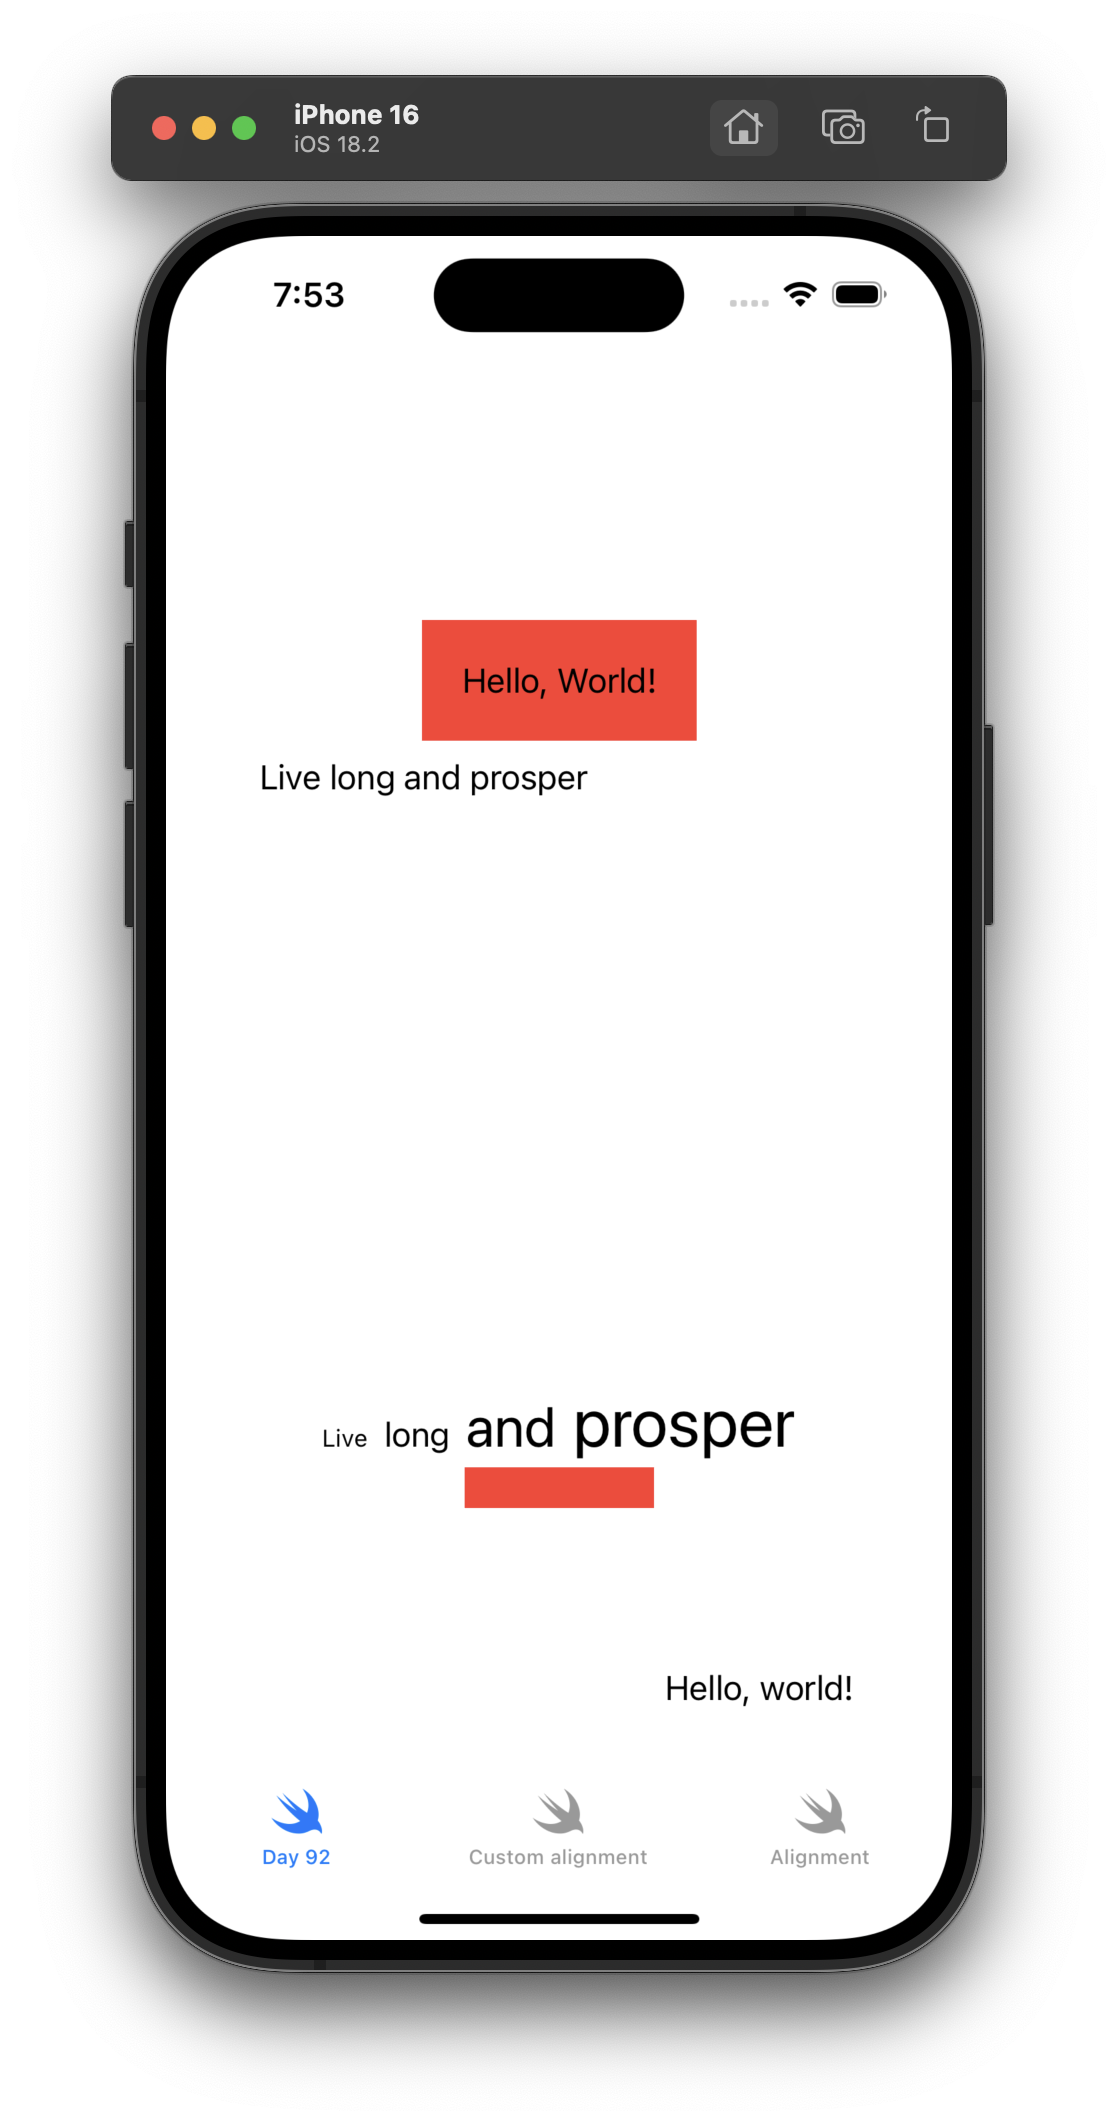 iPhone 16
iOS 18.2
7:53
Hello, World!
Live long and prosper
Live long and prosper
Hello, world!
Day 92
Custom alignment
Alignment